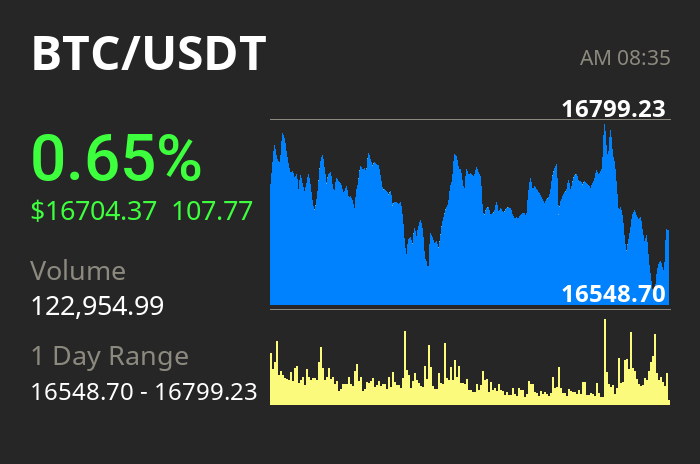 BTC/USDT
AM 08:35
16799.23
0.65%
$16704.37 107.77
Volume
122,954.99
16548.70
1 Day Range
16548.70 - 16799.23